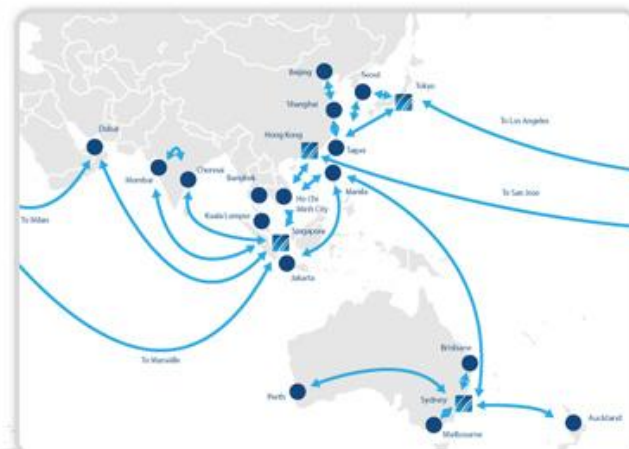 Beijing
Seoul
Tokyo
Shanghai
To Los Angeles
Dubai
Hong Kong
Taipei
Chennai
Mumbai
Bangkok
Manila
Ho Chi
Minh City
To San Jose
Kuala Lumpur
To Milan
Singapore
Jakarta
To Marseille
Brisbane
Perth
Sydney
Auckland
Melbourne